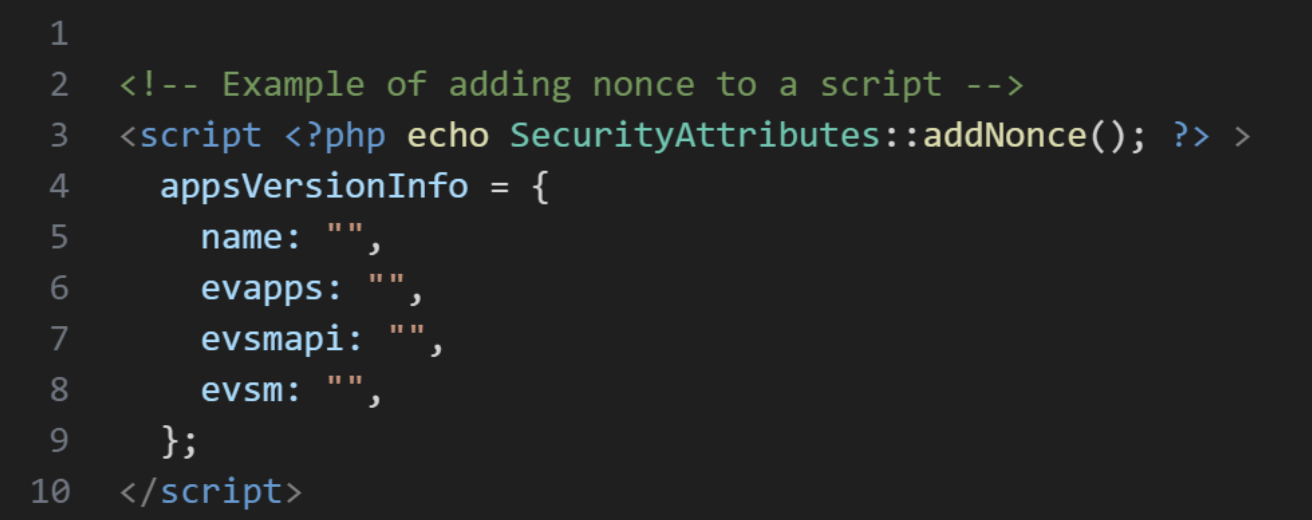 1
2 <!-- Example of adding nonce to a script -->
3 <script <?php echo SecurityAttributes::addNonce(); ?> >
4   appsVersionInfo = {
5     name: "",
6     evapps: "",
7     evsmapi: "",
8     evsm: "",
9   };
10 </script>